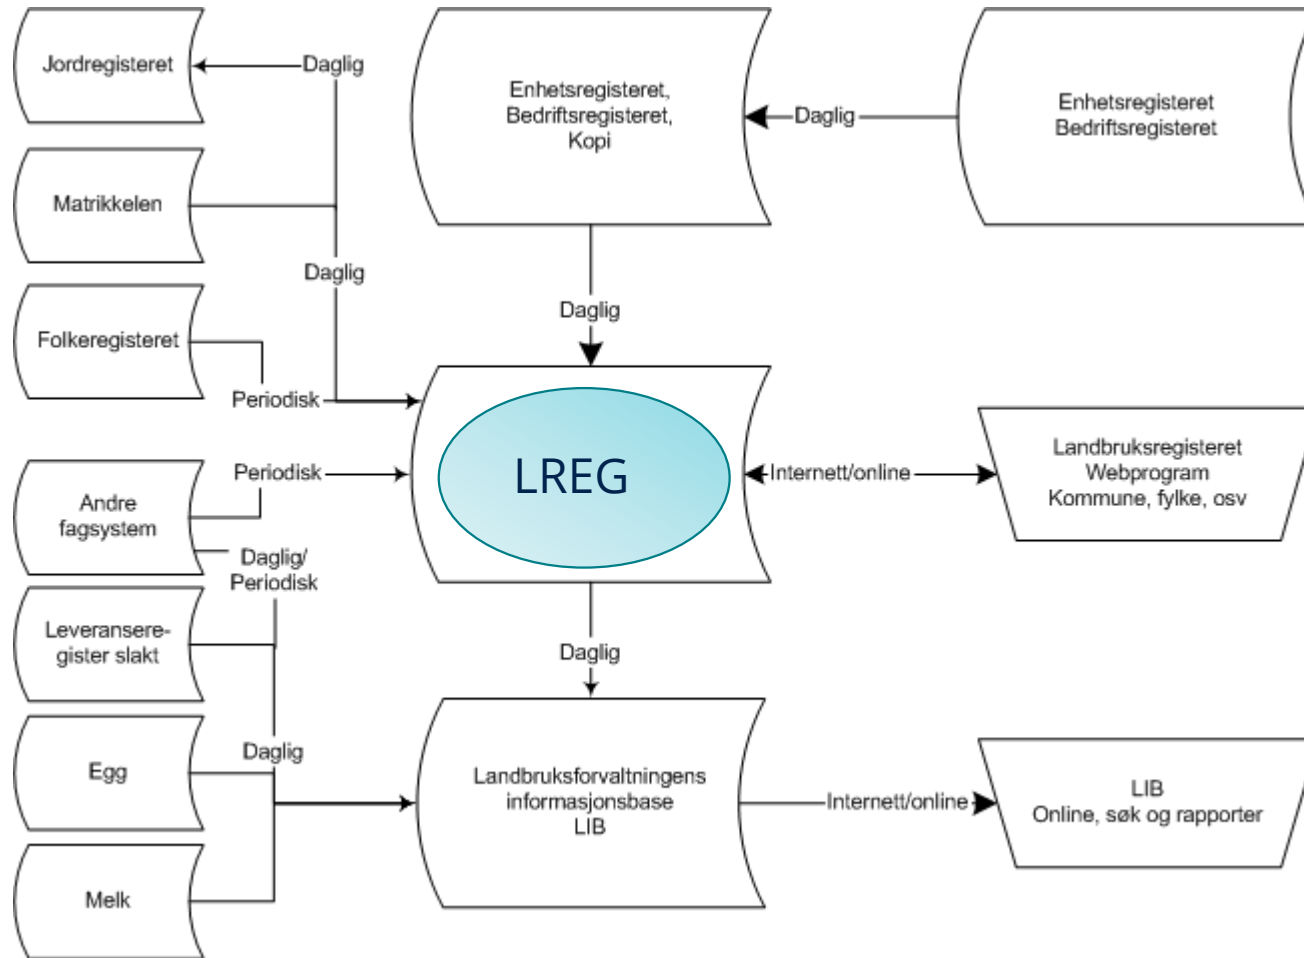 Jordregisteret
Daglig
Enhetsregisteret,
Bedriftsregisteret,
Kopi
Daglig
Enhetsregisteret
Bedriftsregisteret
Matrikkelen
Daglig
Daglig
Folkeregisteret
Periodisk
Periodisk
LREG
Internett/online
Landbruksregisteret
Webprogram
Kommune, fylke, osv
Andre
fagsystem
Daglig/
Periodisk
Leveransere-
gister slakt
Daglig
Egg
Daglig
Landbruksforvaltningens
informasjonsbase
LIB
Internett/online
LIB
Online, søk og rapporter
Melk